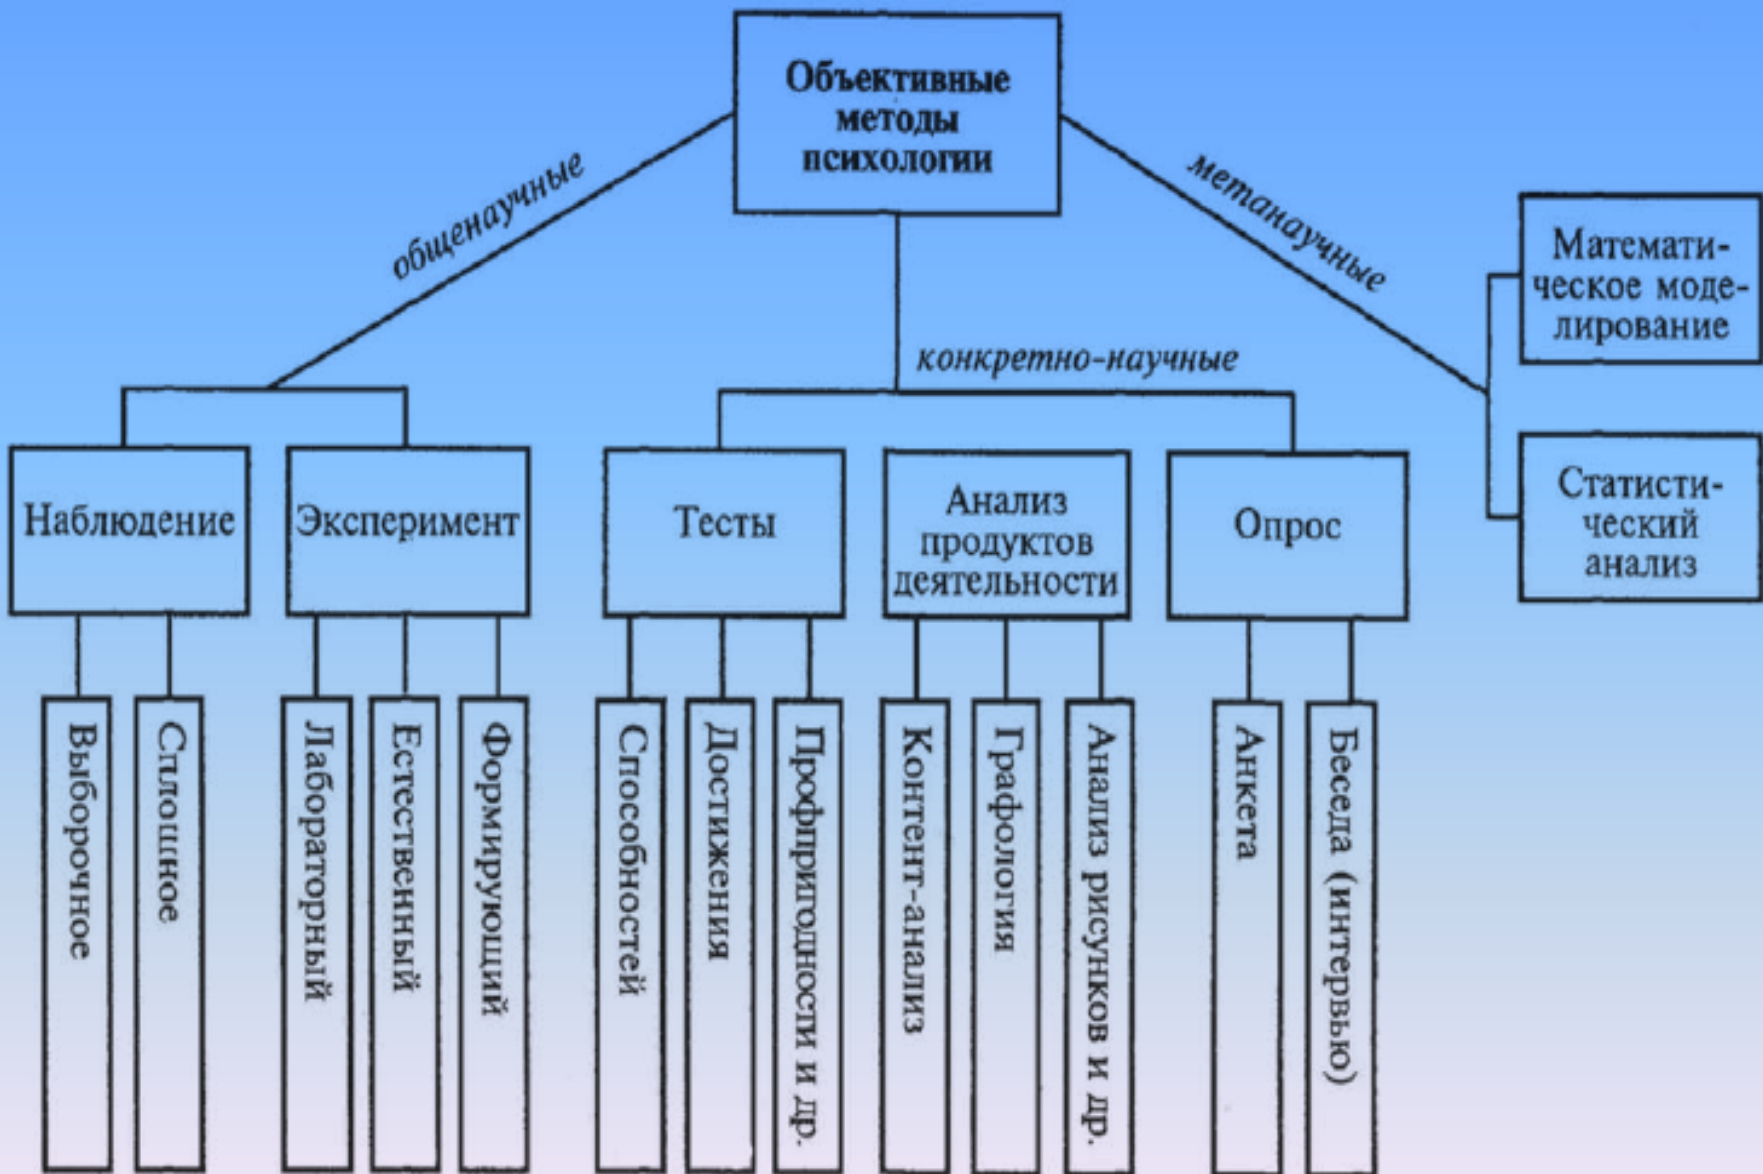 Объективные
методы
психологии
общенаучные
метанаучные
конкретно-научные
Математи-
ческое моде-
лирование
Статисти-
ческий
анализ
Наблюдение
Эксперимент
Тесты
Анализ
продуктов
деятельности
Опрос
Выборочное
Сплошное
Лабораторный
Естественный
Формирующий
Способностей
Достижения
Профпригодности и др.
Контент-анализ
Графология
Анализ рисунков и др.
Анкета
Беседа (интервью)